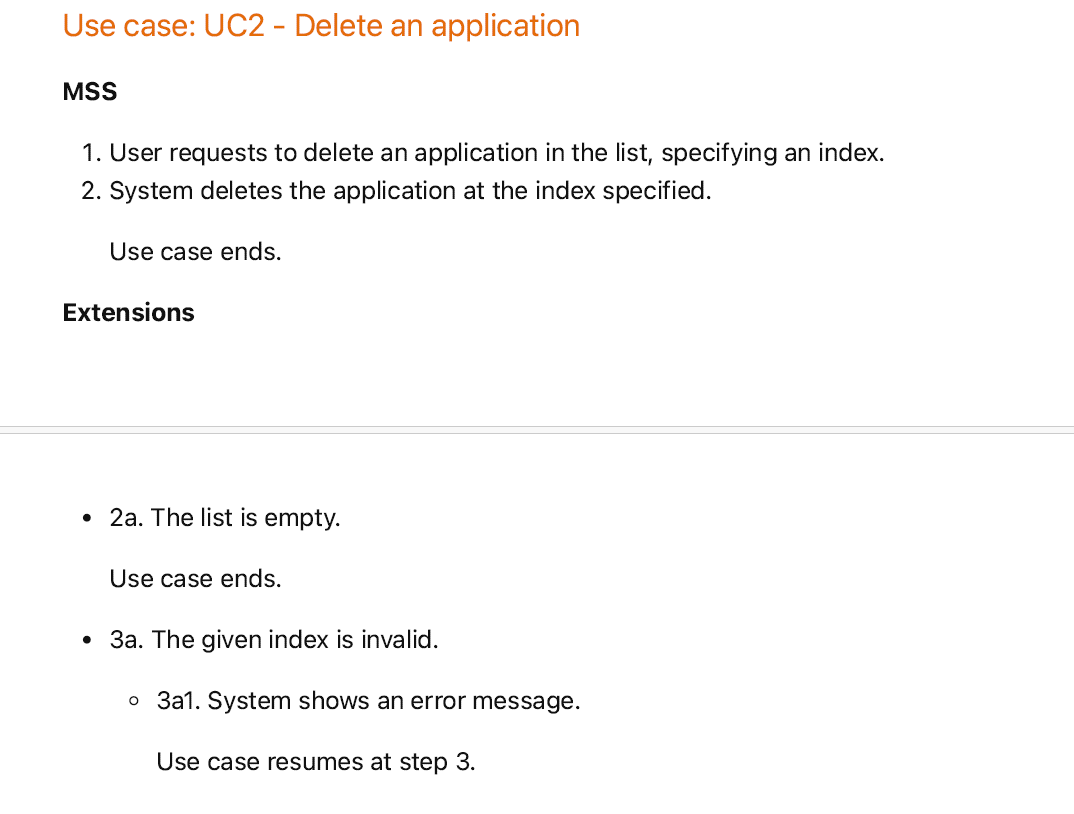 Use case: UC2 - Delete an application
MSS
1. User requests to delete an application in the list, specifying an index.
2. System deletes the application at the index specified.
Use case ends.
Extensions
• 2a. The list is empty.
Use case ends.
• 3a. The given index is invalid.
◦ 3a1. System shows an error message.
Use case resumes at step 3.